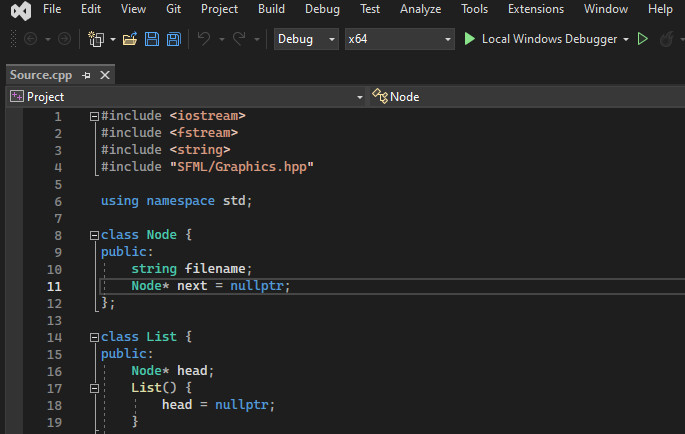 File Edit View Git Project Build Debug Test Analyze Tools Extensions Window Help
Debug x64 Local Windows Debugger
Source.cpp
Project Node
1 #include <iostream>
2 #include <fstream>
3 #include <string>
4 #include "SFML/Graphics.hpp"
5
6 using namespace std;
7
8 class Node {
9 public:
10 string filename;
11 Node* next = nullptr;
12 };
13
14 class List {
15 public:
16 Node* head;
17 List() {
18 head = nullptr;
19 }